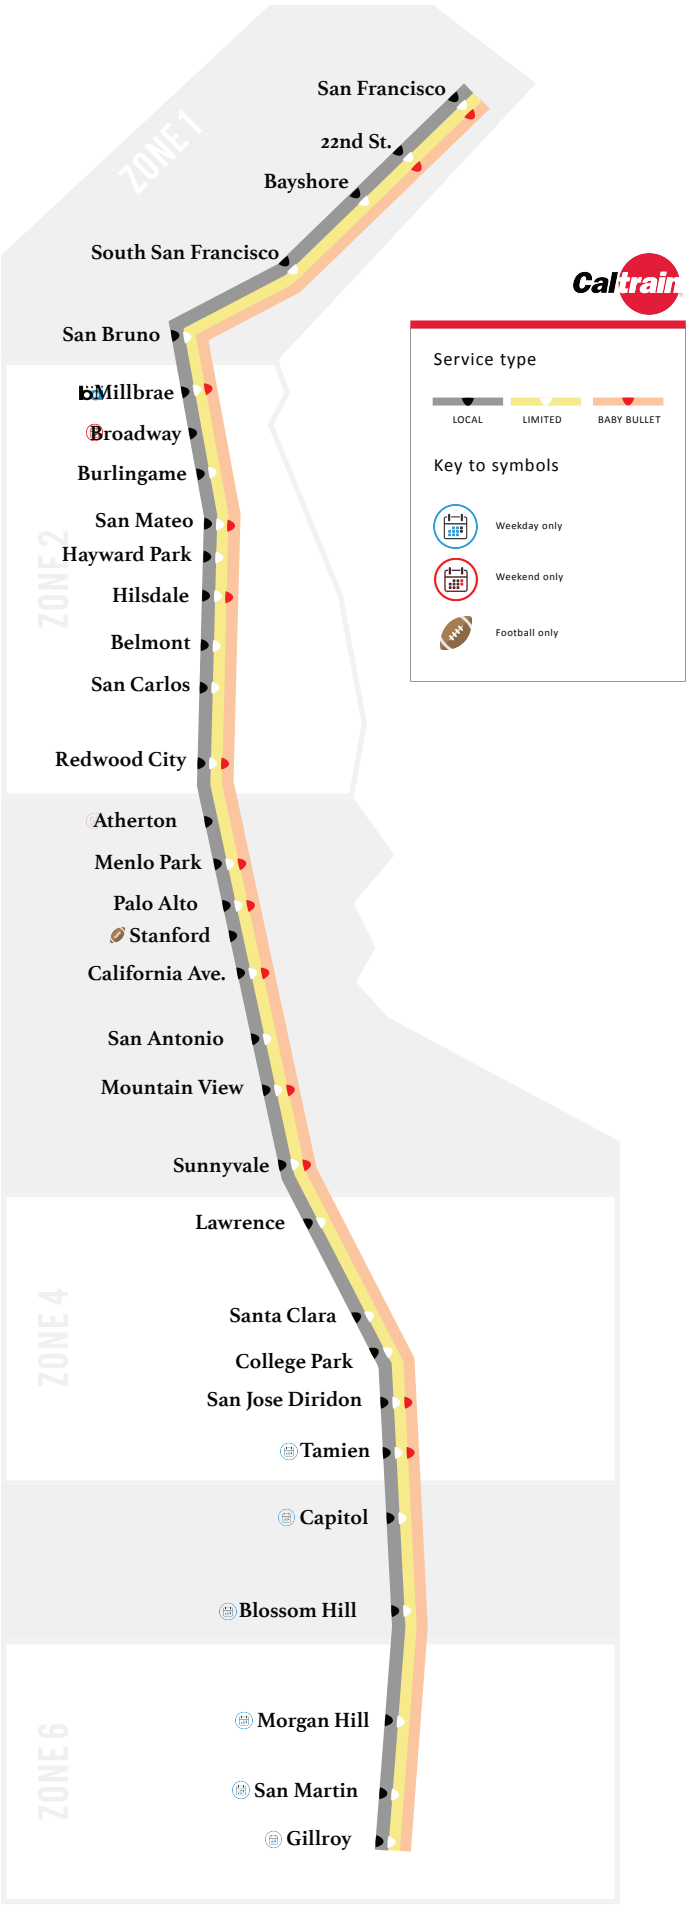 San Francisco
22nd St.
ZONE 1
Bayshore
South San Francisco
Caltrain
San Bruno
Service type
LOCAL
LIMITED
BABY BULLET
Key to symbols
Weekday only
Weekend only
Football only
Millbrae
Broadway
Burlingame
San Mateo
ZONE 2
Hayward Park
Hilsdale
Belmont
San Carlos
Redwood City
Atherton
Menlo Park
Palo Alto
Stanford
California Ave.
San Antonio
Mountain View
Sunnyvale
Lawrence
ZONE 4
Santa Clara
College Park
San Jose Diridon
Tamien
Capitol
Blossom Hill
ZONE 6
Morgan Hill
San Martin
Gillroy